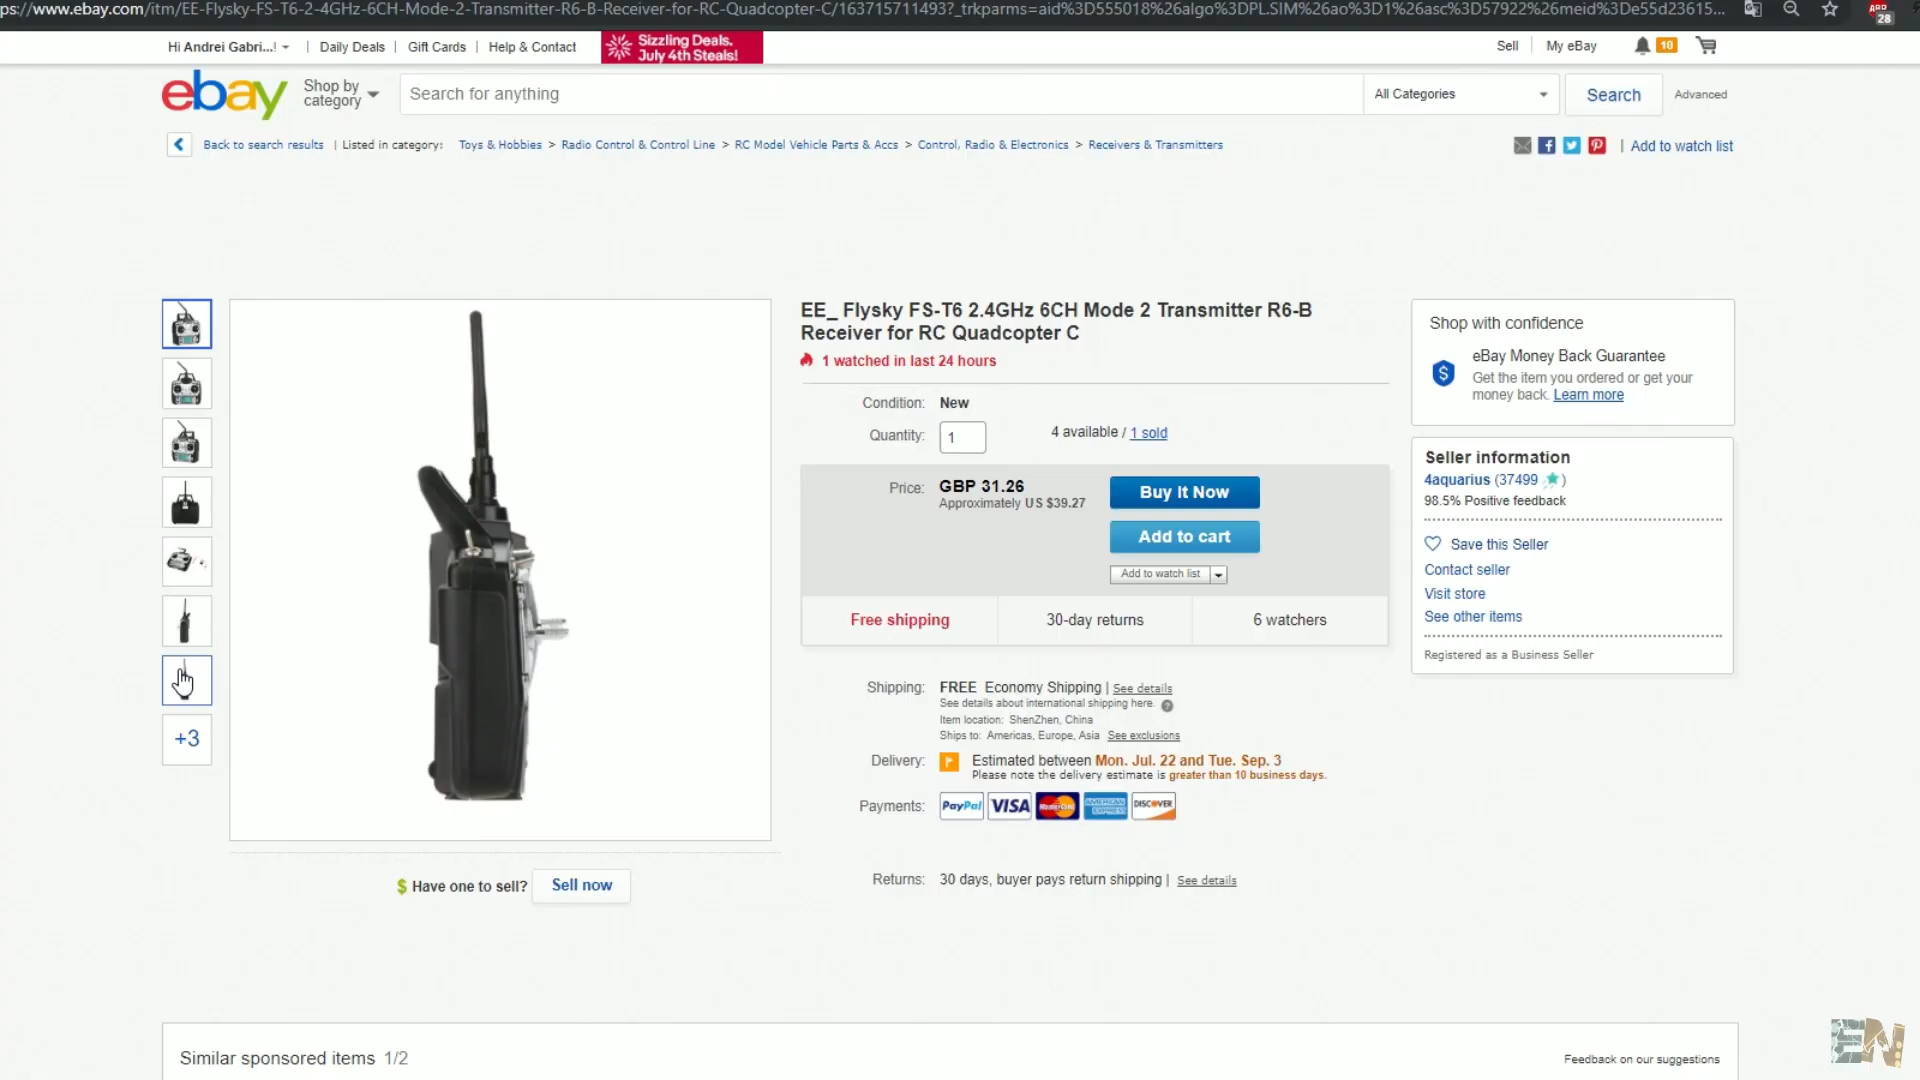 ps://www.ebay.com/itm/EE-Flysky-FS-T6-2-4GHz-6CH-Mode-2-Transmitter-R6-B-Receiver-for-RC-Quadcopter-C/163715711493?_trkparms=aid%3D555018%26algo%3DPL.SIM%26ao%3D1%26asc%3D57922%26meid%3De55d23615...
ABP
28
Hi Andrei Gabri...!
Daily Deals
Gift Cards
Help & Contact
Sizzling Deals.
July 4th Steals!
Sell
My eBay
10
ebay
Shop by
category
Search for anything
All Categories
Search
Advanced
Back to search results | Listed in category: Toys & Hobbies > Radio Control & Control Line > RC Model Vehicle Parts & Accs > Control, Radio & Electronics > Receivers & Transmitters
| Add to watch list
EE_ Flysky FS-T6 2.4GHz 6CH Mode 2 Transmitter R6-B
Receiver for RC Quadcopter C
1 watched in last 24 hours
Condition: New
Quantity: 1
4 available / 1 sold
Price: GBP 31.26
Approximately US $39.27
Buy It Now
Add to cart
Add to watch list
Free shipping
30-day returns
6 watchers
Shipping: FREE Economy Shipping | See details
See details about international shipping here. ?
Item location: ShenZhen, China
Ships to: Americas, Europe, Asia See exclusions
Delivery: Estimated between Mon. Jul. 22 and Tue. Sep. 3
Please note the delivery estimate is greater than 10 business days.
Payments: PayPal VISA MasterCard AMERICAN EXPRESS DISCOVER
Returns: 30 days, buyer pays return shipping | See details
Shop with confidence
eBay Money Back Guarantee
Get the item you ordered or get your
money back. Learn more
Seller information
4aquarius (37499 )
98.5% Positive feedback
Save this Seller
Contact seller
Visit store
See other items
Registered as a Business Seller
+3
$ Have one to sell? Sell now
Similar sponsored items 1/2
Feedback on our suggestions
EN